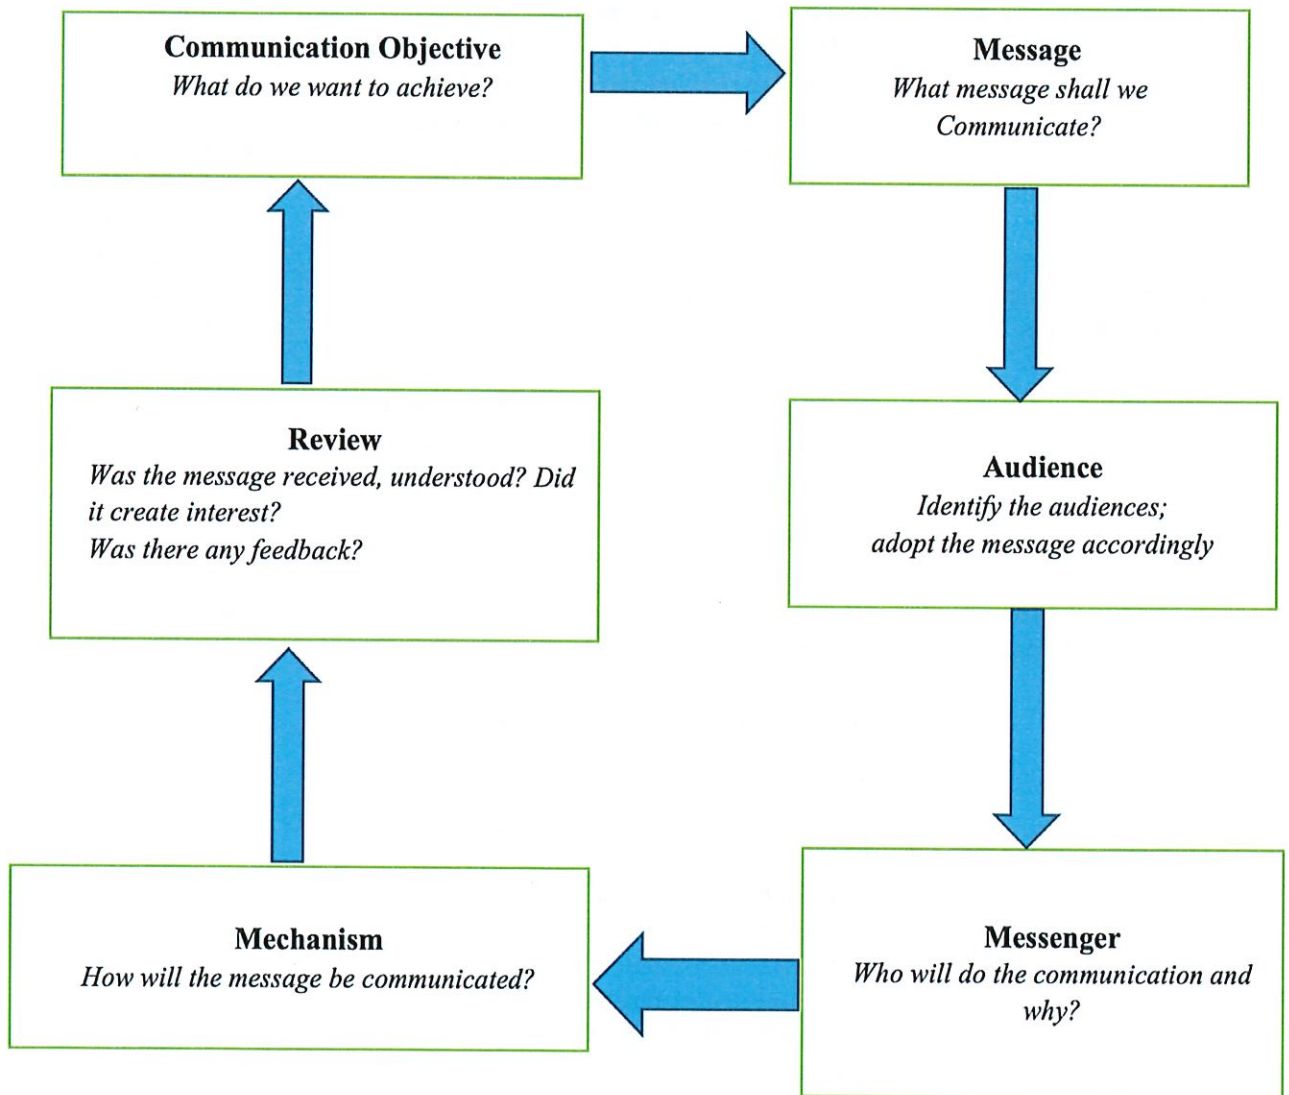 Communication Objective
What do we want to achieve?
Message
What message shall we
Communicate?
Audience
Identify the audiences;
adopt the message accordingly
Messenger
Who will do the communication and
why?
Mechanism
How will the message be communicated?
Review
Was the message received, understood? Did
it create interest?
Was there any feedback?